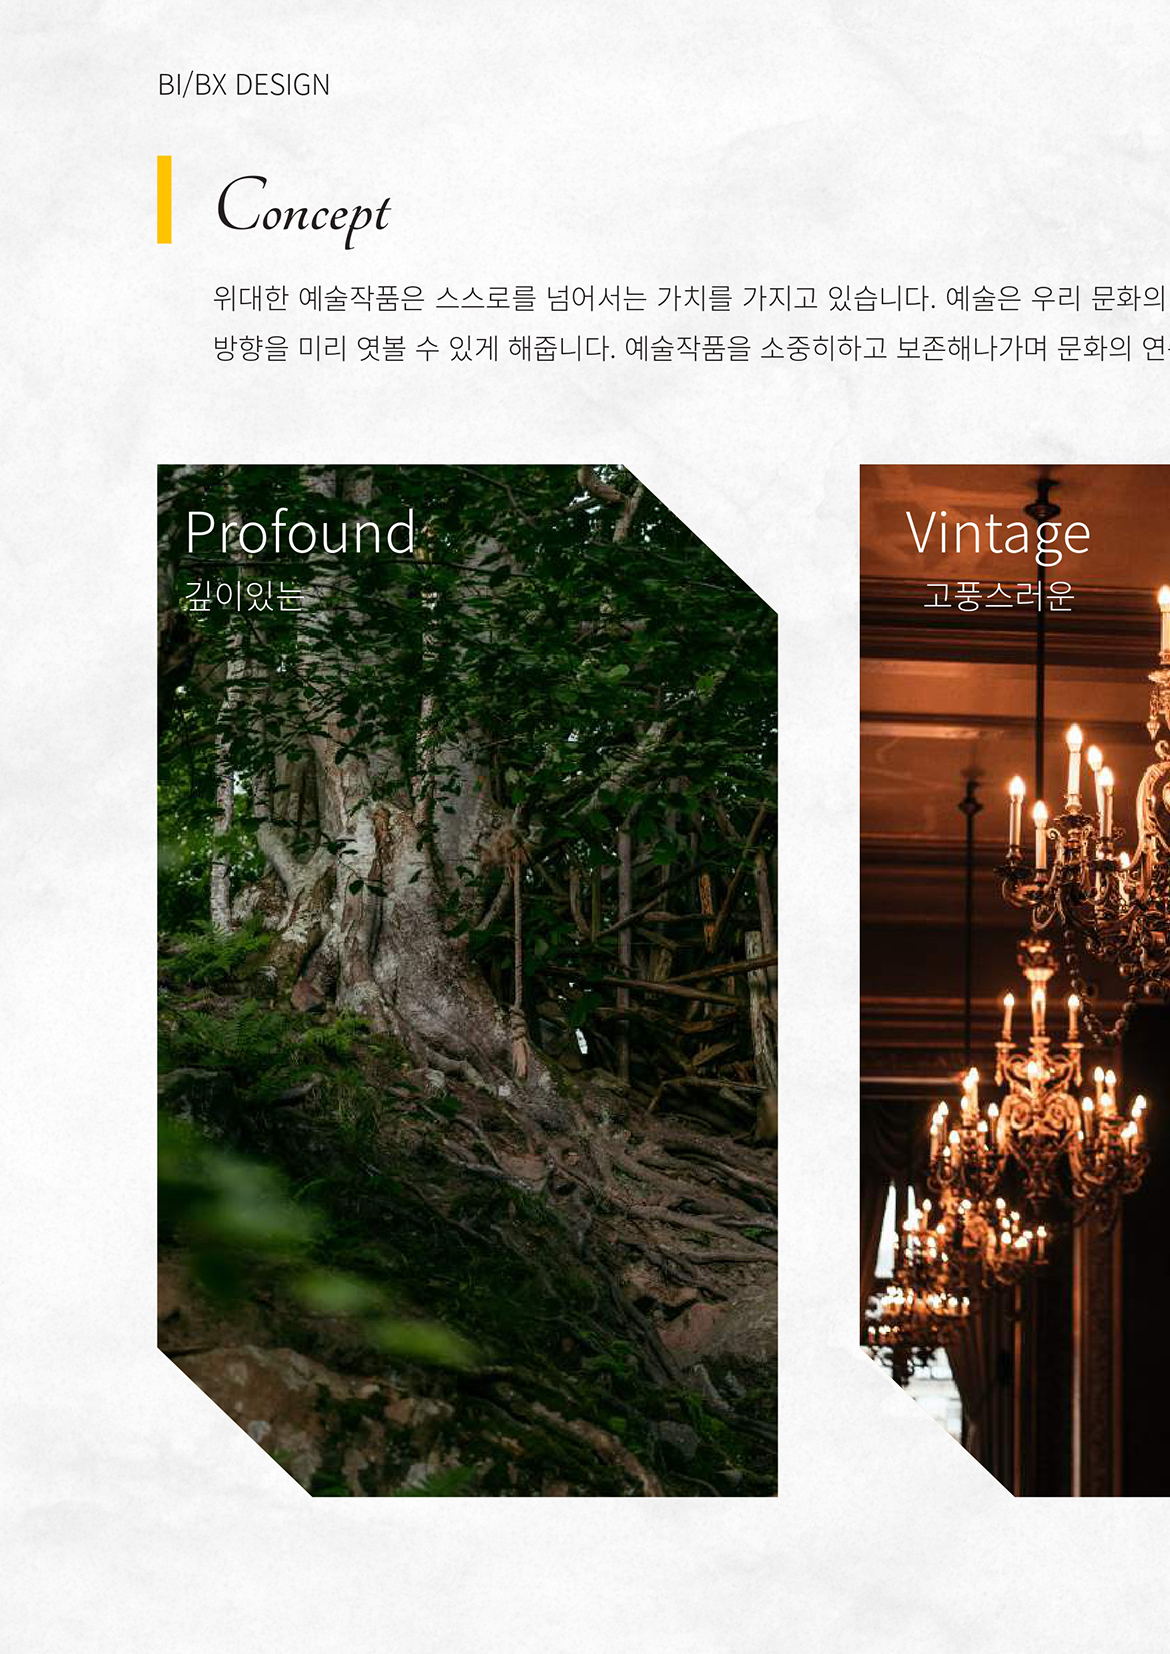 BI/BX DESIGN
Concept
위대한 예술작품은 스스로를 넘어서는 가치를 가지고 있습니다. 예술은 우리 문화의
방향을 미리 엿볼 수 있게 해줍니다. 예술작품을 소중히하고 보존해나가며 문화의
Profound
깊이있는
Vintage
고풍스러운